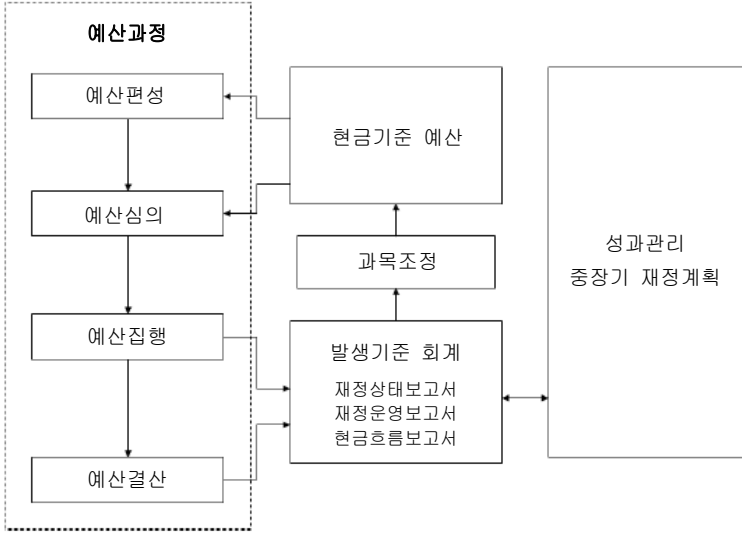 예산과정
예산편성
예산심의
예산집행
예산결산
현금기준 예산
과목조정
발생기준 회계
재정상태보고서
재정운영보고서
현금흐름보고서
성과관리
중장기 재정계획